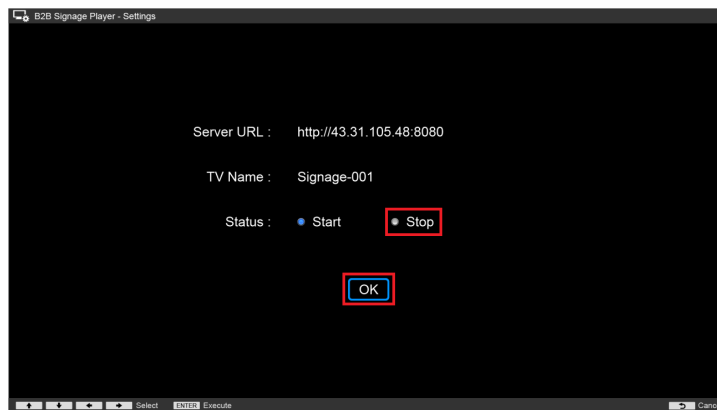 B2B Signage Player - Settings
Server URL : http://43.31.105.48:8080
TV Name : Signage-001
Status : Start Stop
OK
Select ENTER Execute